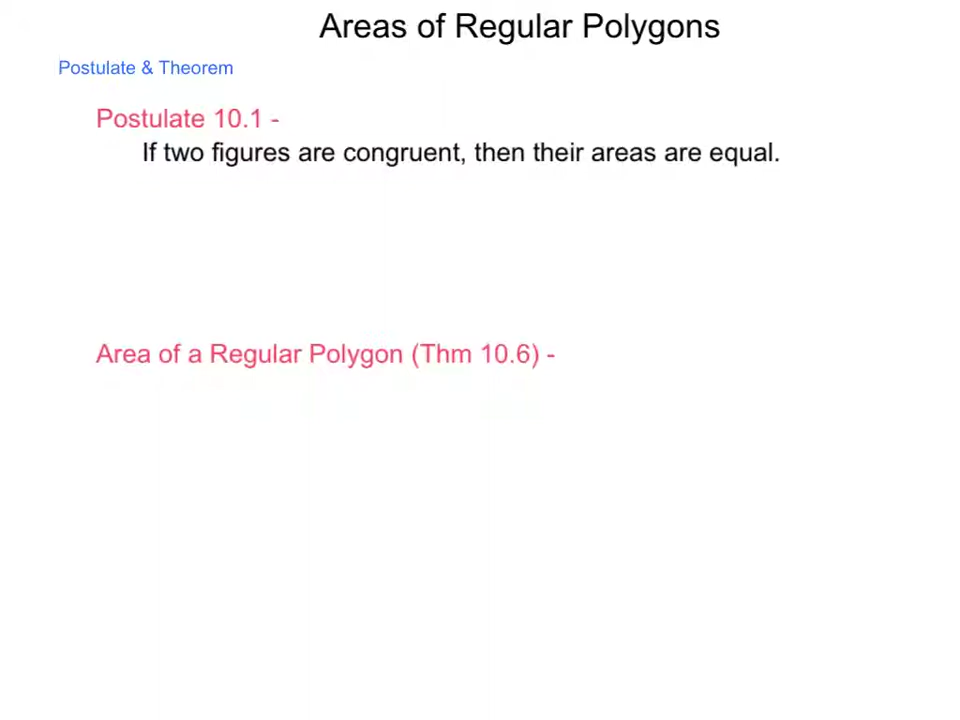 Areas of Regular Polygons
Postulate & Theorem
Postulate 10.1 -
If two figures are congruent, then their areas are equal.
Area of a Regular Polygon (Thm 10.6) -